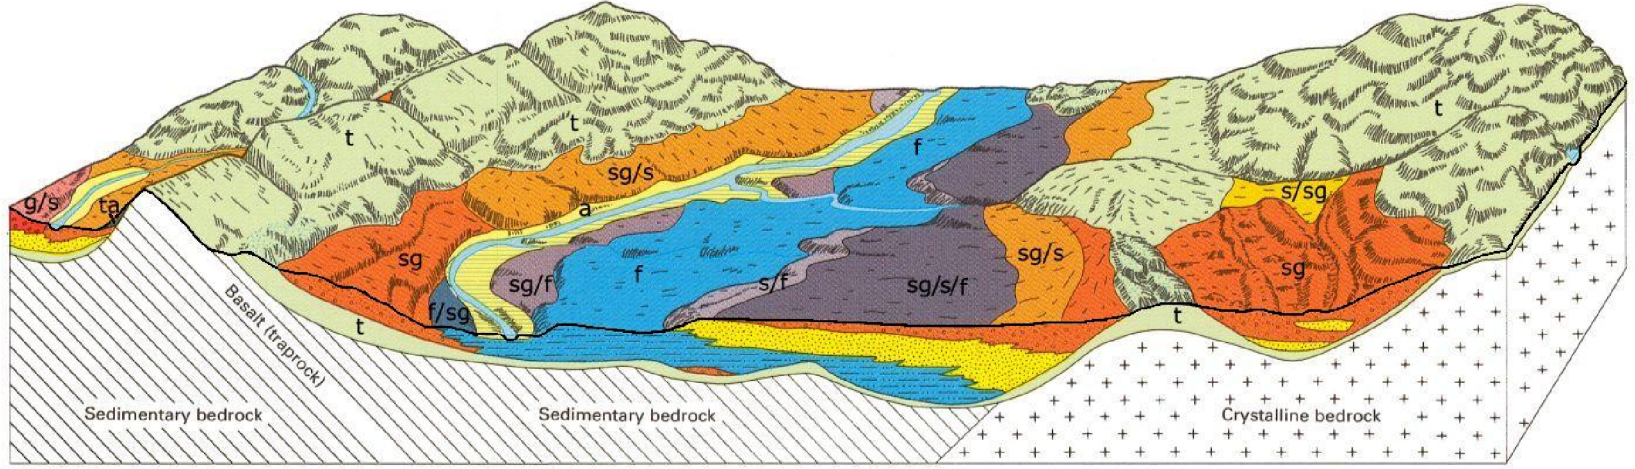 t
t
t
f
sg/s
g/s
ta
a
s/sg
sg
sg/s
sg
sg/f
f
s/f
sg/s/f
f/sg
t
t
Basalt (traprock)
Sedimentary bedrock
Sedimentary bedrock
Crystalline bedrock